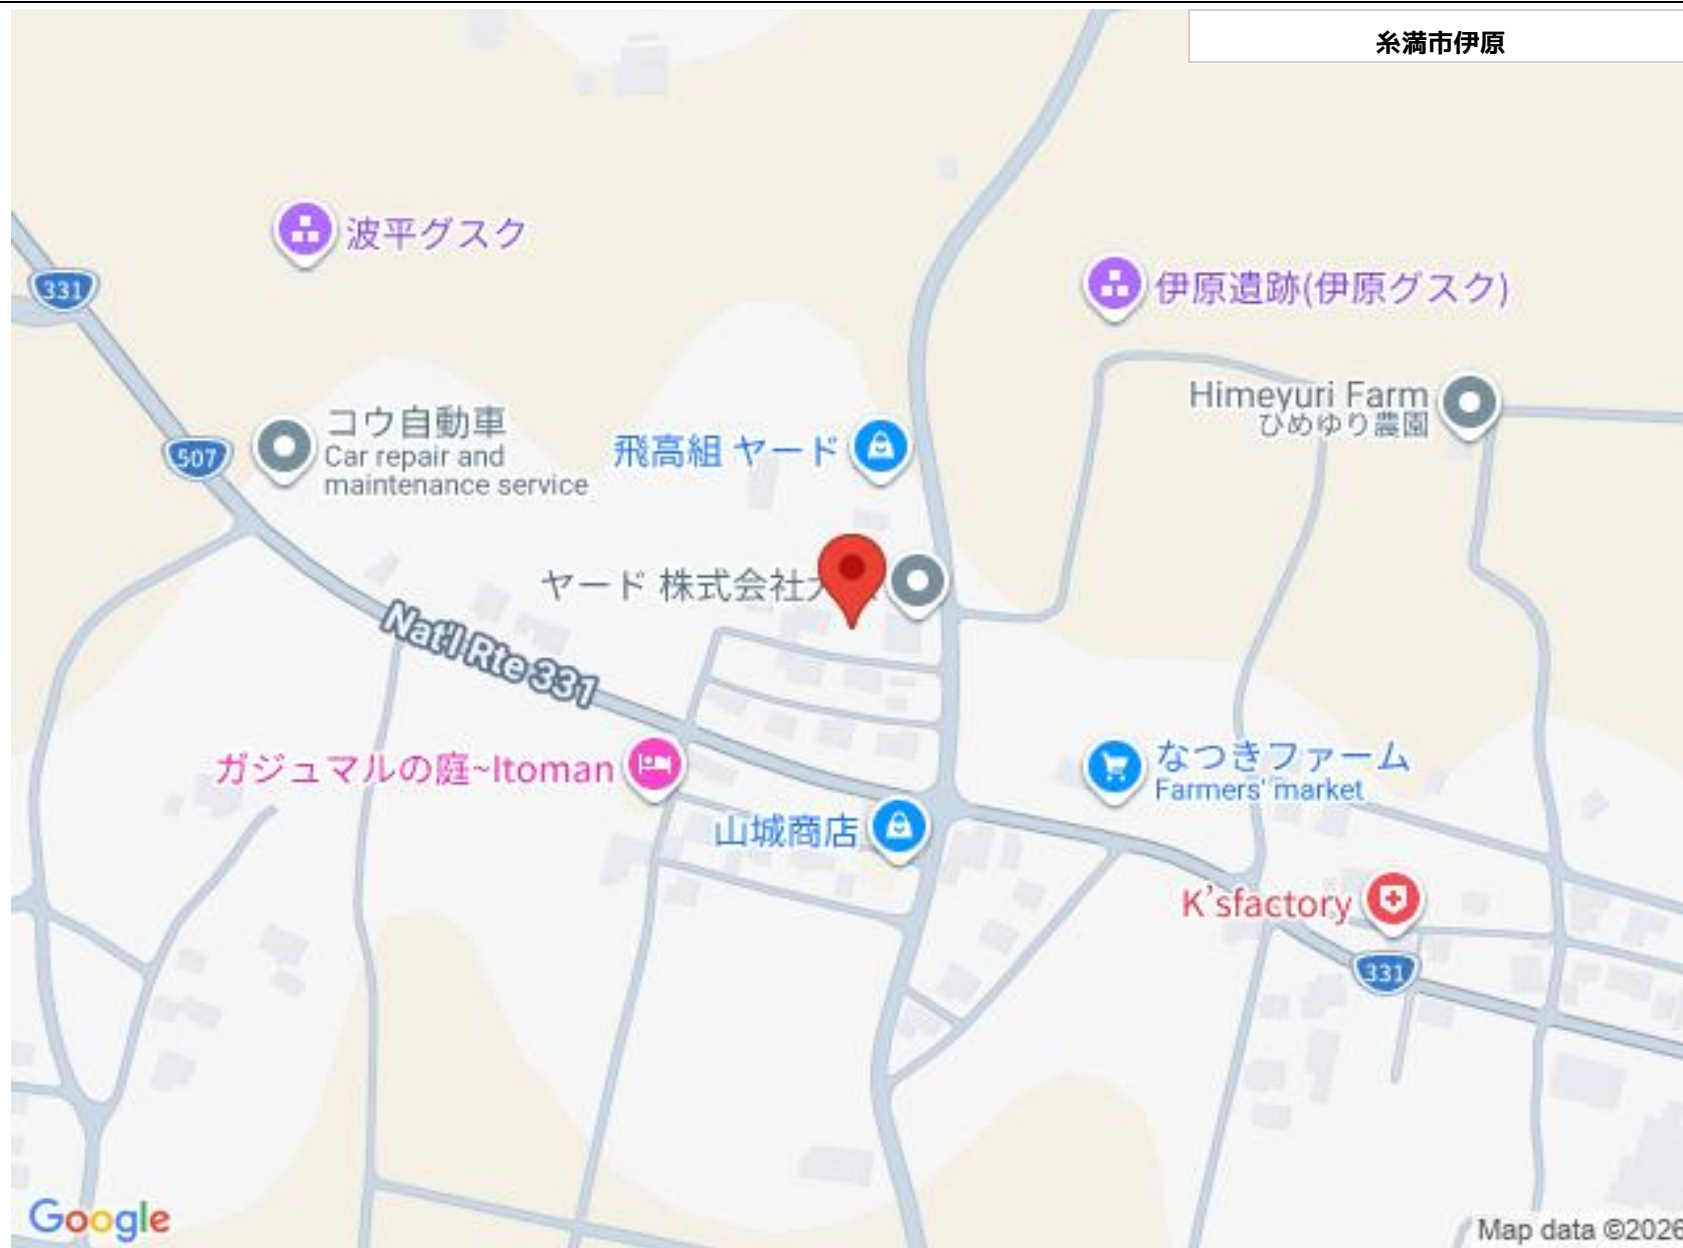 糸満市伊原
波平グスク
331
伊原遺跡(伊原グスク)
Himeyuri Farm
ひめゆり農園
コウ自動車
Car repair and
maintenance service
507
飛高組 ヤード
ヤード 株式会社
Nat'l Rte 331
ガジュマルの庭~Itoman
なつきファーム
Farmers' market
山城商店
K'sfactory
331
Google
Map data ©2026